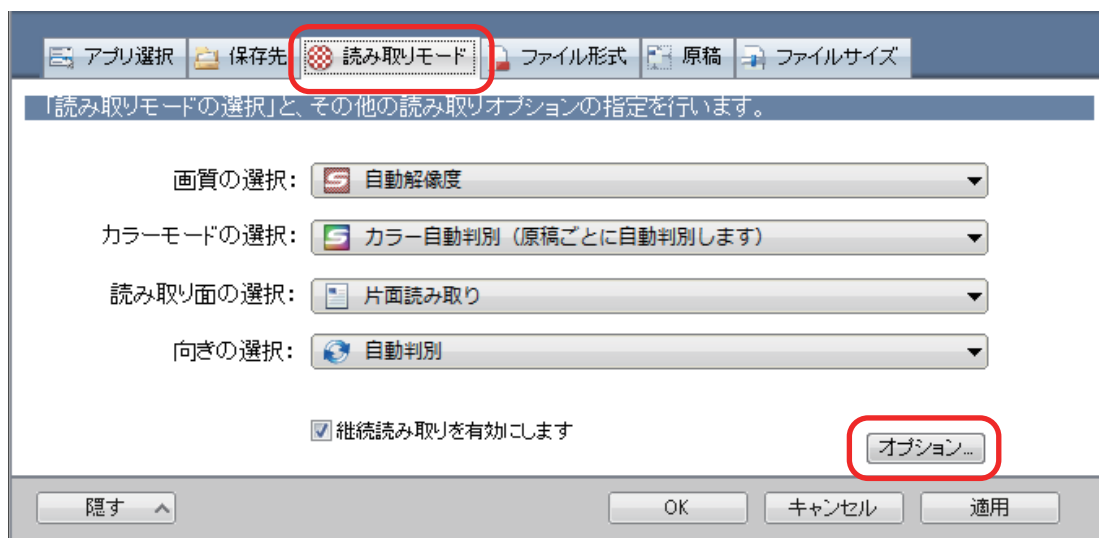 アプリ選択 保存先 読み取りモード ファイル形式 原稿 ファイルサイズ
「読み取りモードの選択」と、その他の読み取りオプションの指定を行います。
画質の選択: 自動解像度
カラーモードの選択: カラー自動判別（原稿ごとに自動判別します）
読み取り面の選択: 片面読み取り
向きの選択: 自動判別
継続読み取りを有効にします
オプション...
隠す OK キャンセル 適用